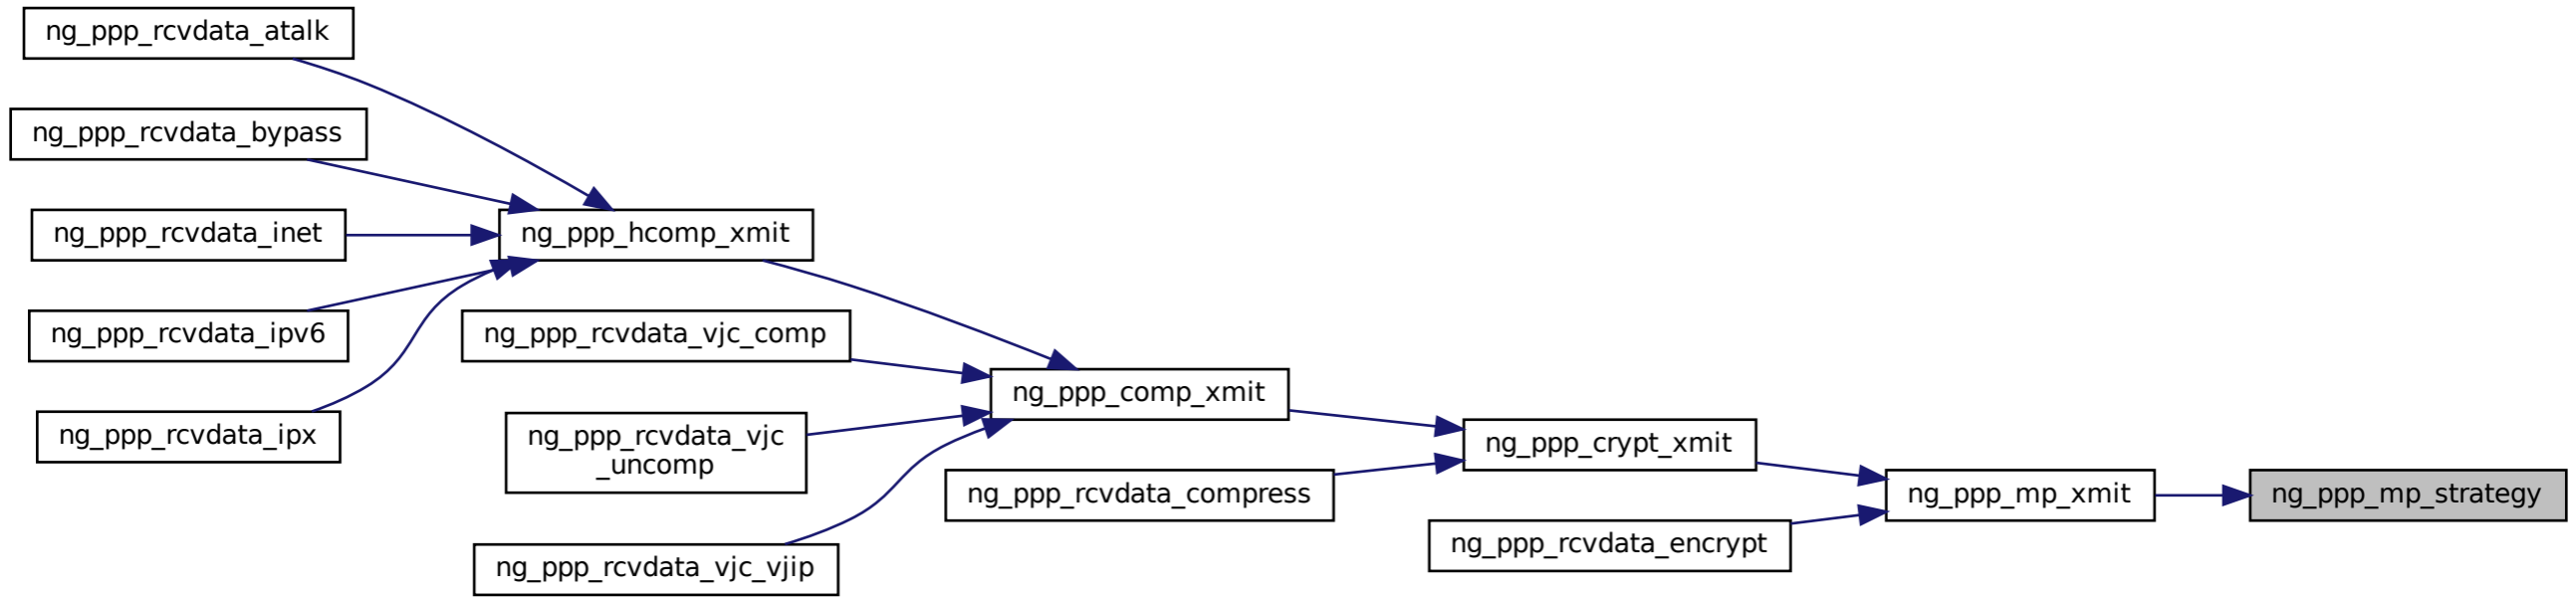 ng_ppp_rcvdata_atalk
ng_ppp_rcvdata_bypass
ng_ppp_rcvdata_inet
ng_ppp_hcomp_xmit
ng_ppp_rcvdata_ipv6
ng_ppp_rcvdata_vjc_comp
ng_ppp_comp_xmit
ng_ppp_rcvdata_ipx
ng_ppp_rcvdata_vjc
_uncomp
ng_ppp_crypt_xmit
ng_ppp_rcvdata_compress
ng_ppp_mp_xmit
ng_ppp_mp_strategy
ng_ppp_rcvdata_encrypt
ng_ppp_rcvdata_vjc_vjip